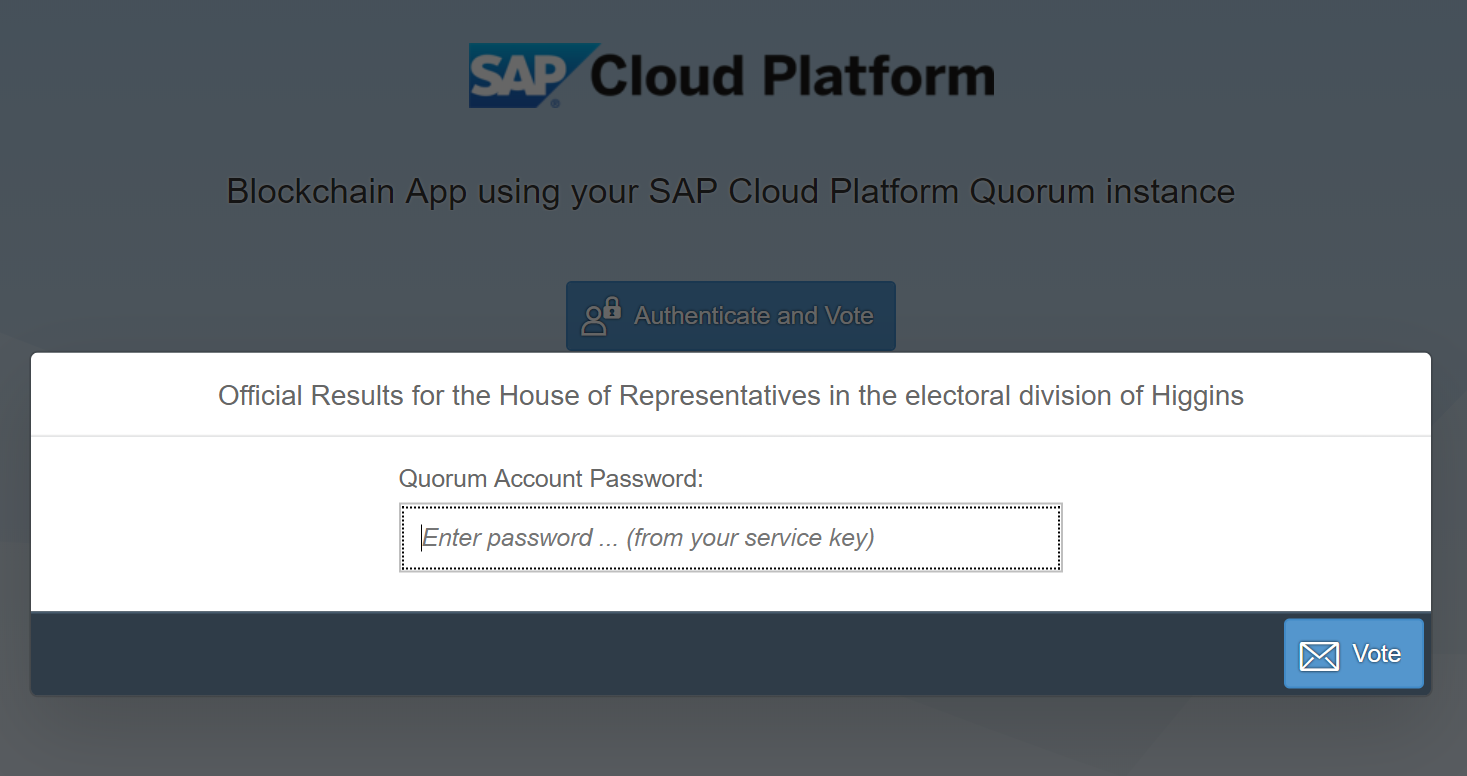 SAP Cloud Platform
Blockchain App using your SAP Cloud Platform Quorum instance
Authenticate and Vote
Official Results for the House of Representatives in the electoral division of Higgins
Quorum Account Password:
Enter password ... (from your service key)
Vote